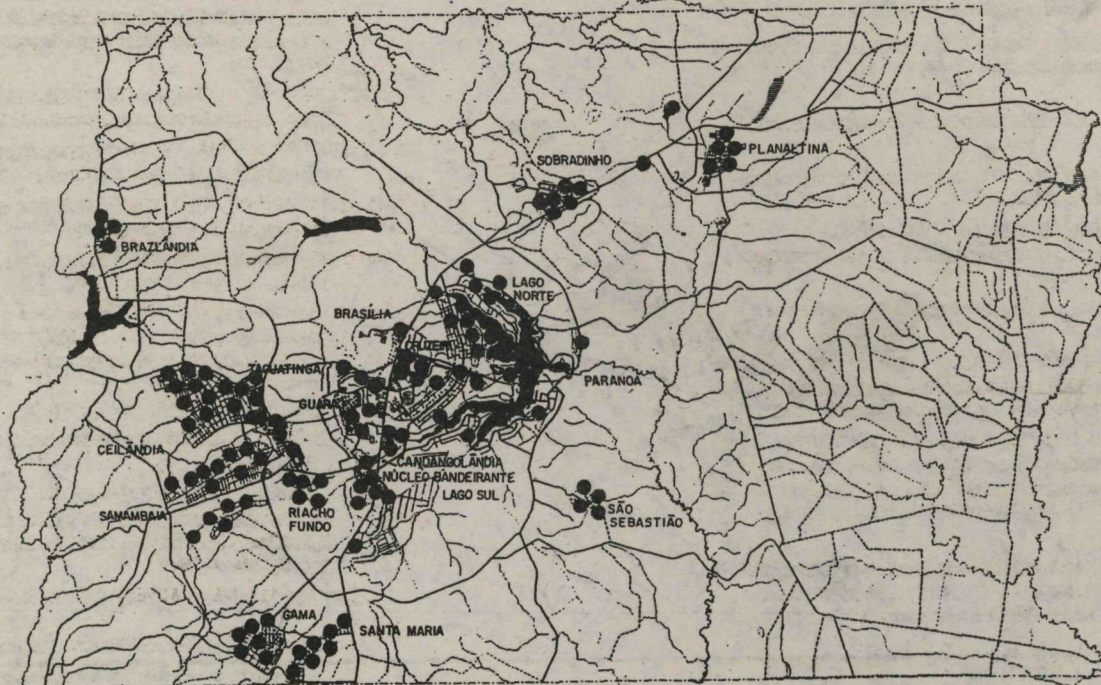 PLANALTINA
SOBRADINHO
BRAZLÂNDIA
LAGO
NORTE
BRASÍLIA
CRUZEIRO
TAGUATINGA
GUARÁ
PARANOÁ
CEILÂNDIA
CANDANGOLÂNDIA
NÚCLEO BANDEIRANTE
LAGO SUL
SAMAMBAIA
RIACHO
FUNDO
SÃO
SEBASTIÃO
GAMA
SANTA MARIA